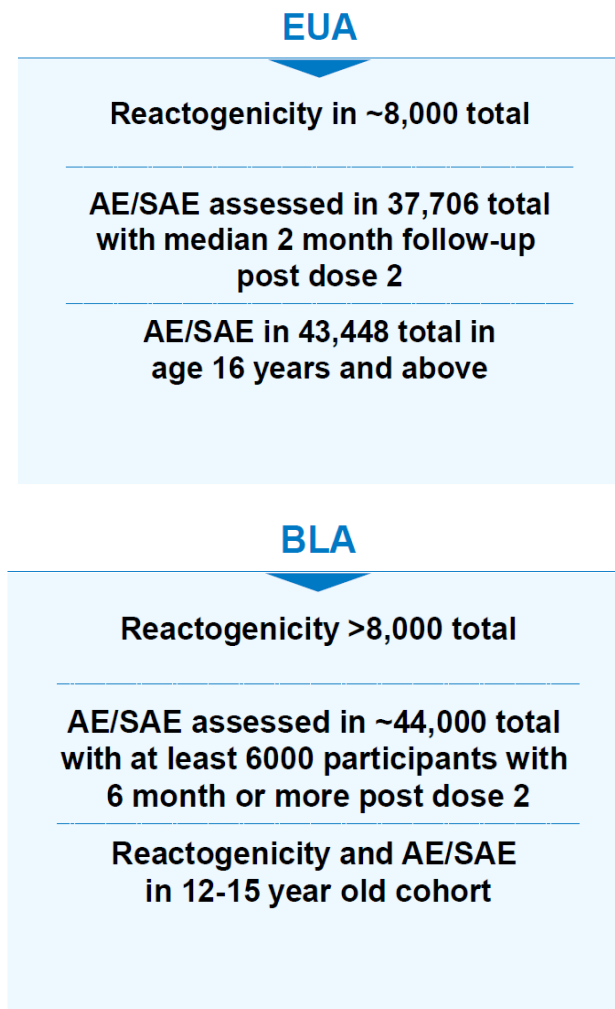 EUA
Reactogenicity in ~8,000 total
AE/SAE assessed in 37,706 total
with median 2 month follow-up
post dose 2
AE/SAE in 43,448 total in
age 16 years and above
BLA
Reactogenicity >8,000 total
AE/SAE assessed in ~44,000 total
with at least 6000 participants with
6 month or more post dose 2
Reactogenicity and AE/SAE
in 12-15 year old cohort